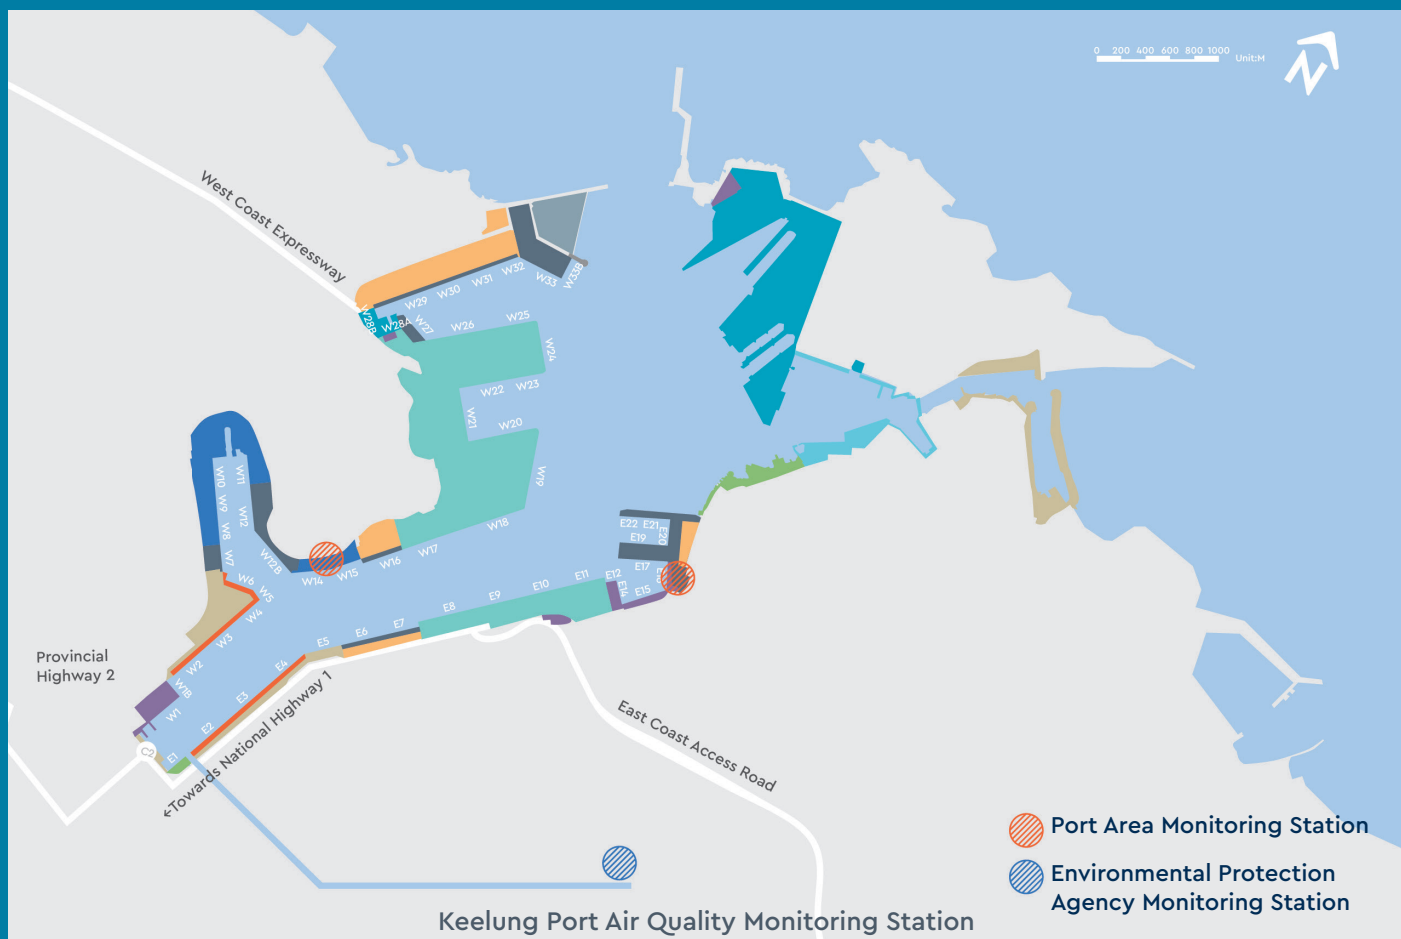 0 200 400 600 800 1000
Unit:M
N
West Coast Expressway
W32
W33
W33B
W31
W30
W29
W28B
W28A
W27
W26
W25
W24
W23
W22
W21
W20
W19
W18
W17
W16
W15
W14
W12B
W12
W11
W10
W9
W8
W7
W6
W5
W4
W3
W2
W1B
W1
C2
E1
E2
E3
E4
E5
E6
E7
E8
E9
E10
E11
E12
E14
E15
E17
E19
E20
E21
E22
Provincial
Highway 2
←Towards National Highway 1
East Coast Access Road
Port Area Monitoring Station
Environmental Protection
Agency Monitoring Station
Keelung Port Air Quality Monitoring Station